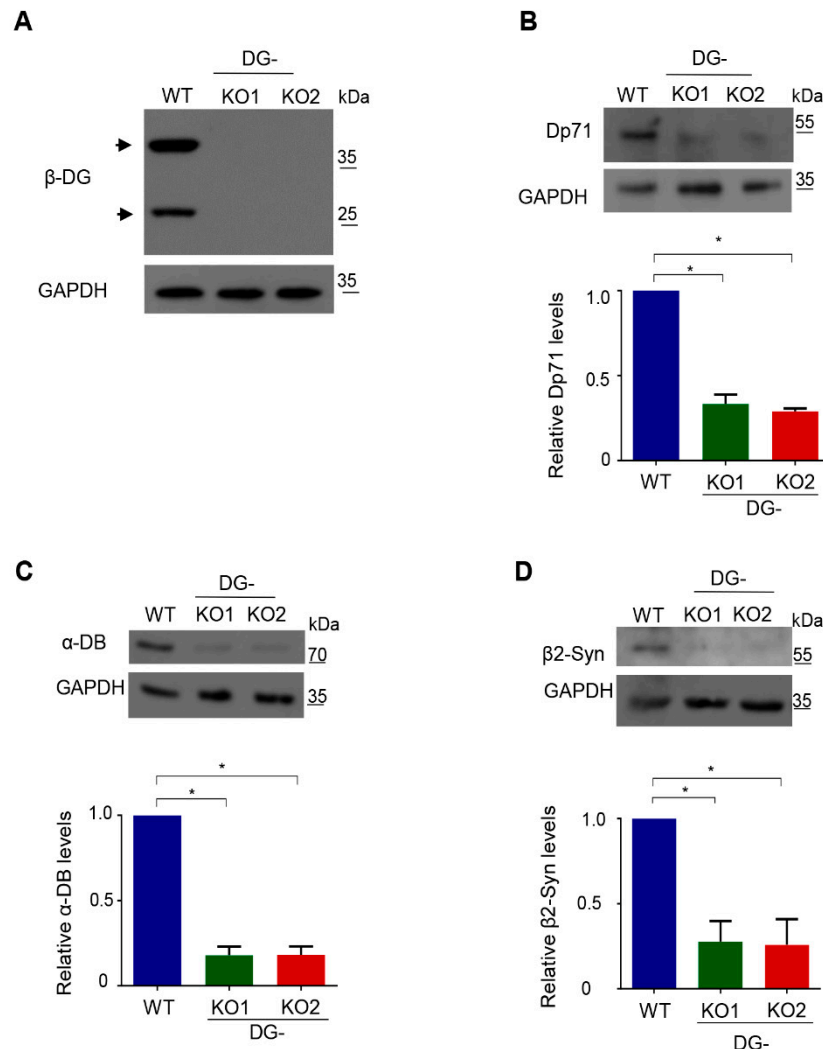 A
DG-
WT KO1 KO2 kDa
β-DG
35
25
GAPDH
35
B
DG-
WT KO1 KO2 kDa
Dp71
55
GAPDH
35
*
*
Relative Dp71 levels
1.0
0.5
0
WT KO1 KO2
DG-
C
DG-
WT KO1 KO2 kDa
α-DB
70
GAPDH
35
*
*
Relative α-DB levels
1.0
0.5
0
WT KO1 KO2
DG-
D
DG-
WT KO1 KO2 kDa
β2-Syn
55
GAPDH
35
*
*
Relative β2-Syn levels
1.0
0.5
0
WT KO1 KO2
DG-